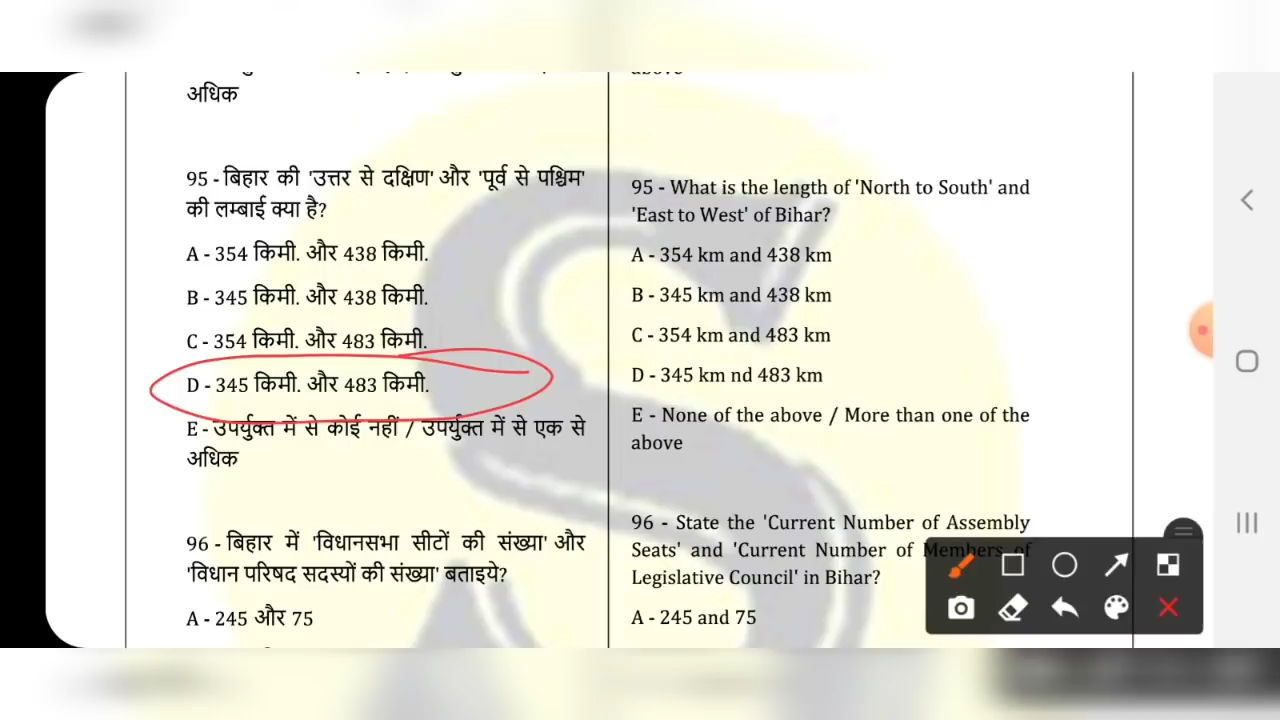 अधिक
95 - बिहार की 'उत्तर से दक्षिण' और 'पूर्व से पश्चिम'
की लम्बाई क्या है?
A - 354 किमी. और 438 किमी.
B - 345 किमी. और 438 किमी.
C - 354 किमी. और 483 किमी.
D - 345 किमी. और 483 किमी.
E - उपर्युक्त में से कोई नहीं / उपर्युक्त में से एक से
अधिक
96 - बिहार में 'विधानसभा सीटों की संख्या' और
'विधान परिषद सदस्यों की संख्या' बताइये?
A - 245 और 75
above
95 - What is the length of 'North to South' and
'East to West' of Bihar?
A - 354 km and 438 km
B - 345 km and 438 km
C - 354 km and 483 km
D - 345 km nd 483 km
E - None of the above / More than one of the
above
96 - State the 'Current Number of Assembly
Seats' and 'Current Number of Members of
Legislative Council' in Bihar?
A - 245 and 75